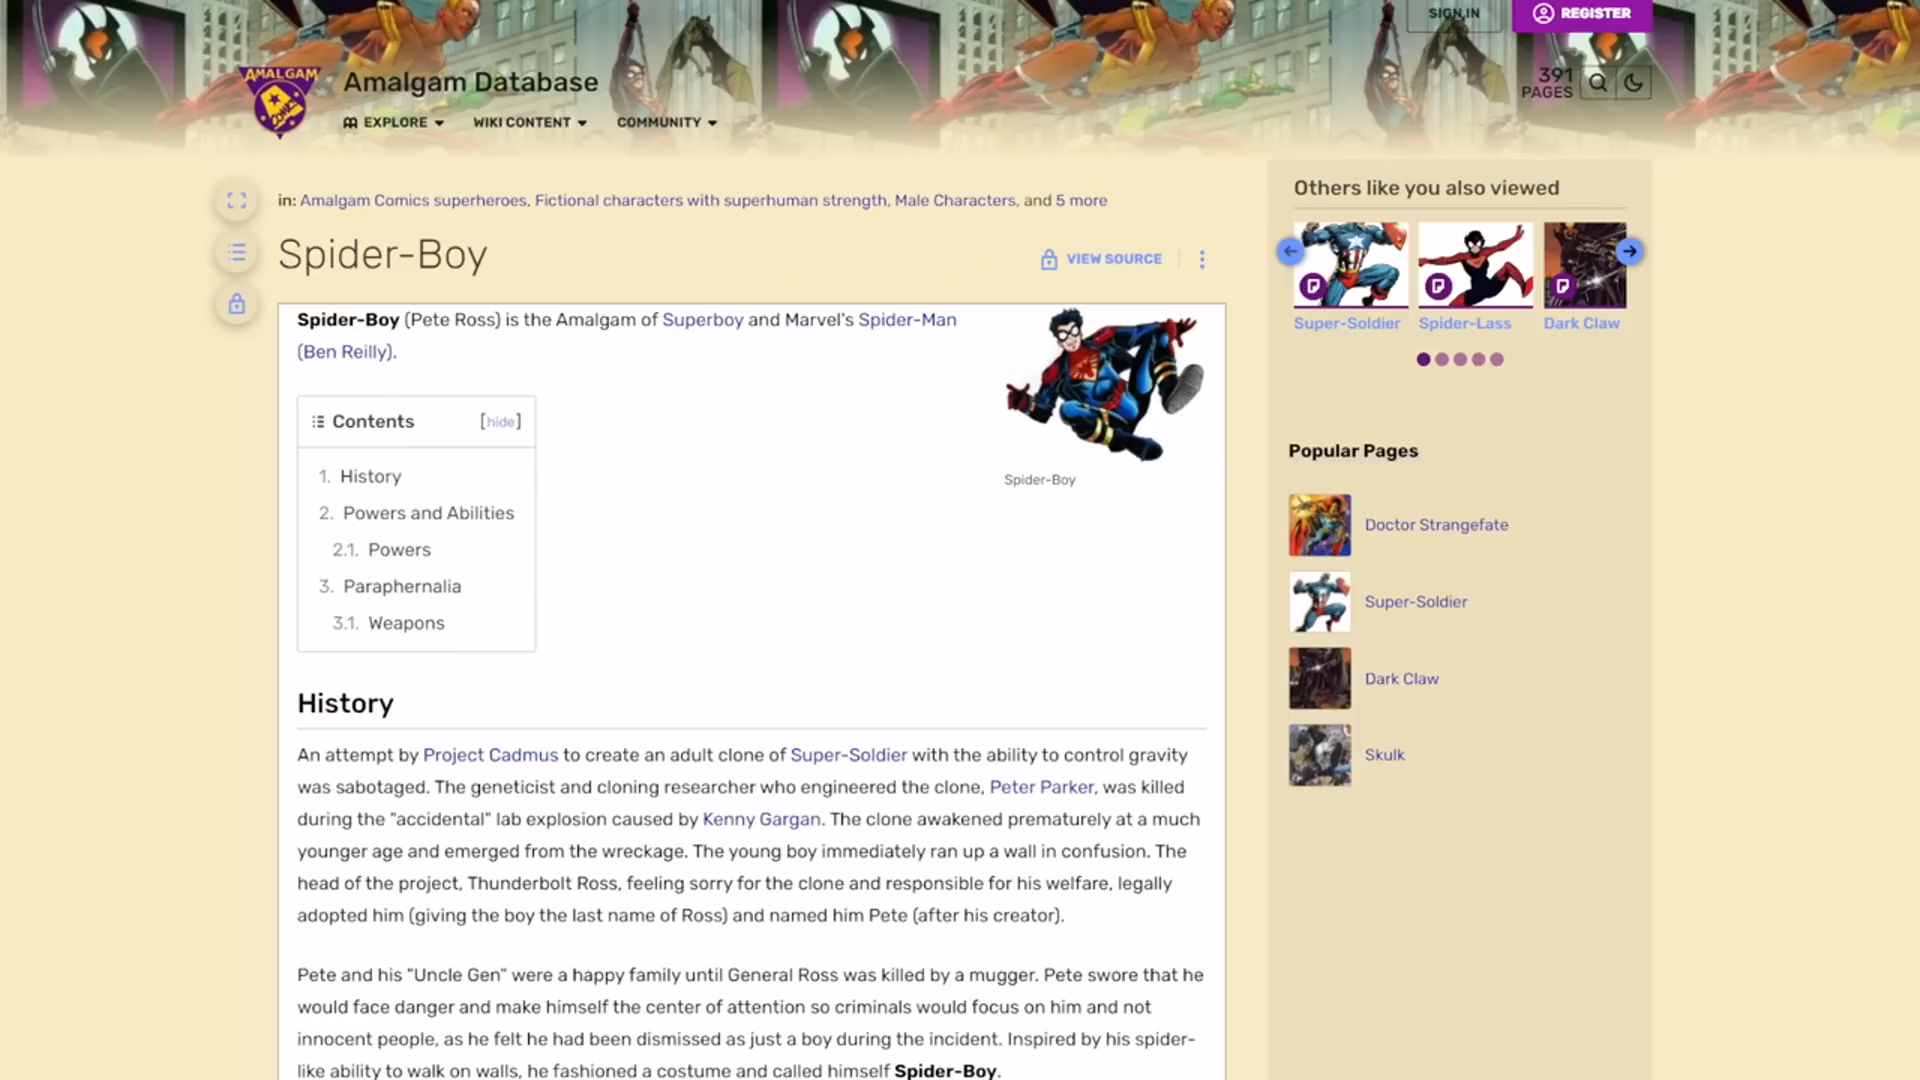 SIGN IN
REGISTER
AMALGAM
Amalgam Database
391
PAGES
EXPLORE
WIKI CONTENT
COMMUNITY
in: Amalgam Comics superheroes, Fictional characters with superhuman strength, Male Characters, and 5 more
Spider-Boy
VIEW SOURCE
Spider-Boy (Pete Ross) is the Amalgam of Superboy and Marvel's Spider-Man
(Ben Reilly).
Spider-Boy
Contents [hide]
1. History
2. Powers and Abilities
2.1. Powers
3. Paraphernalia
3.1. Weapons
History
An attempt by Project Cadmus to create an adult clone of Super-Soldier with the ability to control gravity
was sabotaged. The geneticist and cloning researcher who engineered the clone, Peter Parker, was killed
during the "accidental" lab explosion caused by Kenny Gargan. The clone awakened prematurely at a much
younger age and emerged from the wreckage. The young boy immediately ran up a wall in confusion. The
head of the project, Thunderbolt Ross, feeling sorry for the clone and responsible for his welfare, legally
adopted him (giving the boy the last name of Ross) and named him Pete (after his creator).
Pete and his "Uncle Gen" were a happy family until General Ross was killed by a mugger. Pete swore that he
would face danger and make himself the center of attention so criminals would focus on him and not
innocent people, as he felt he had been dismissed as just a boy during the incident. Inspired by his spider-
like ability to walk on walls, he fashioned a costume and called himself Spider-Boy.
Others like you also viewed
Super-Soldier
Spider-Lass
Dark Claw
Popular Pages
Doctor Strangefate
Super-Soldier
Dark Claw
Skulk